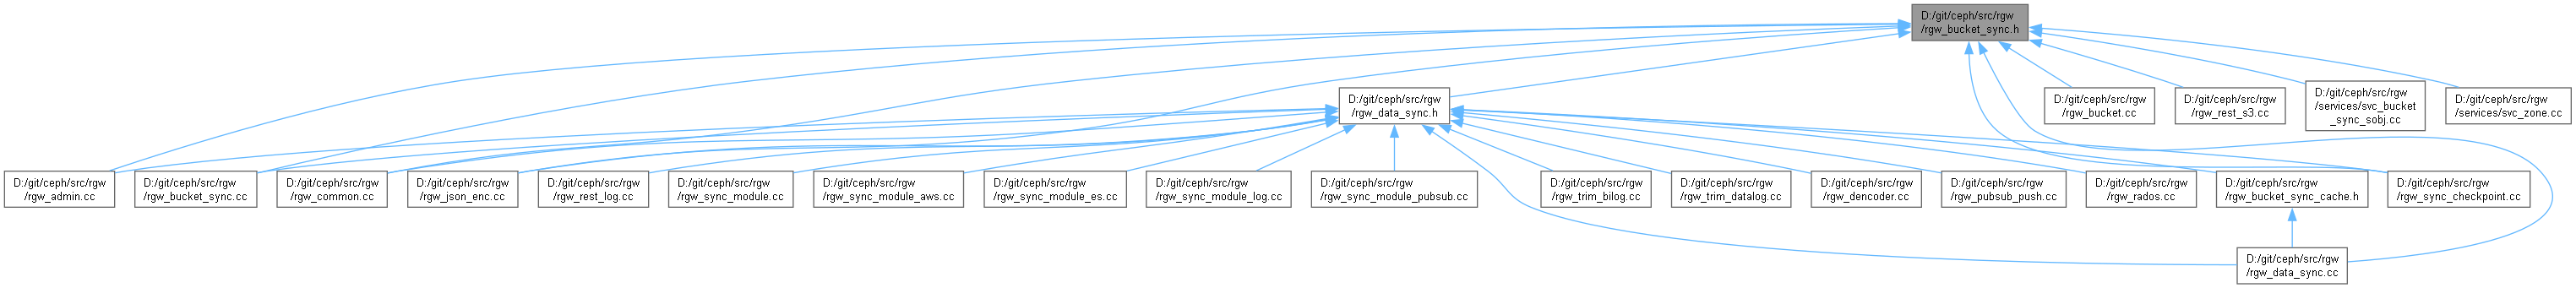 D:/git/ceph/src/rgw
/rgw_bucket_sync.h
D:/git/ceph/src/rgw
/rgw_data_sync.h
D:/git/ceph/src/rgw
/rgw_bucket.cc
D:/git/ceph/src/rgw
/rgw_rest_s3.cc
D:/git/ceph/src/rgw
/services/svc_bucket
_sync_sobj.cc
D:/git/ceph/src/rgw
/services/svc_zone.cc
D:/git/ceph/src/rgw
/rgw_admin.cc
D:/git/ceph/src/rgw
/rgw_bucket_sync.cc
D:/git/ceph/src/rgw
/rgw_common.cc
D:/git/ceph/src/rgw
/rgw_json_enc.cc
D:/git/ceph/src/rgw
/rgw_rest_log.cc
D:/git/ceph/src/rgw
/rgw_sync_module.cc
D:/git/ceph/src/rgw
/rgw_sync_module_aws.cc
D:/git/ceph/src/rgw
/rgw_sync_module_es.cc
D:/git/ceph/src/rgw
/rgw_sync_module_log.cc
D:/git/ceph/src/rgw
/rgw_sync_module_pubsub.cc
D:/git/ceph/src/rgw
/rgw_trim_bilog.cc
D:/git/ceph/src/rgw
/rgw_trim_datalog.cc
D:/git/ceph/src/rgw
/rgw_dencoder.cc
D:/git/ceph/src/rgw
/rgw_pubsub_push.cc
D:/git/ceph/src/rgw
/rgw_rados.cc
D:/git/ceph/src/rgw
/rgw_bucket_sync_cache.h
D:/git/ceph/src/rgw
/rgw_sync_checkpoint.cc
D:/git/ceph/src/rgw
/rgw_data_sync.cc